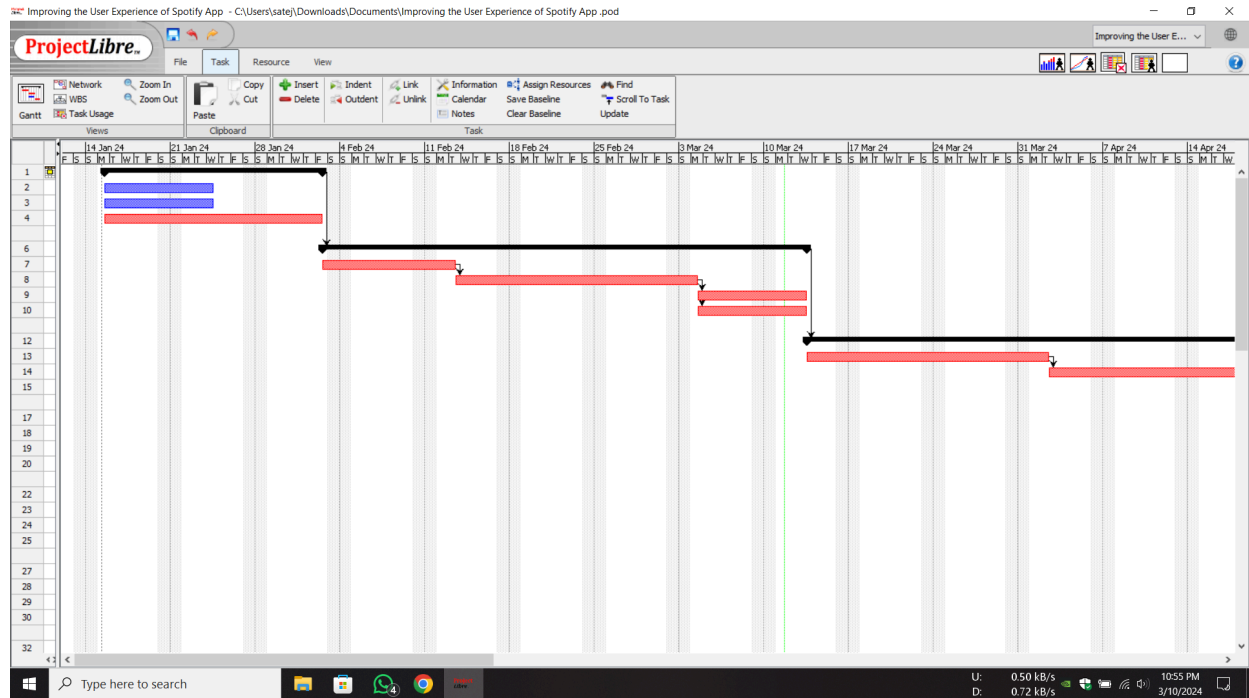 Improving the User Experience of Spotify App - C:\Users\satej\Downloads\Documents\Improving the User Experience of Spotify App .pod
ProjectLibre™
Improving the User E...
File Task Resource View
Gantt
Network
WBS
Task Usage
Zoom In
Zoom Out
Views
Paste
Copy
Cut
Clipboard
Insert
Delete
Indent
Outdent
Link
Unlink
Information
Calendar
Notes
Assign Resources
Save Baseline
Clear Baseline
Find
Scroll To Task
Update
Task
14 Jan 24 21 Jan 24 28 Jan 24 4 Feb 24 11 Feb 24 18 Feb 24 25 Feb 24 3 Mar 24 10 Mar 24 17 Mar 24 24 Mar 24 31 Mar 24 7 Apr 24 14 Apr 24
F S S M T W T F S S M T W T F S S M T W T F S S M T W T F S S M T W T F S S M T W T F S S M T W T F S S M T W T F S S M T W T F S S M T W T F S S M T W T F S S M T W T F S S M T W T F S S M T W
1
2
3
4
6
7
8
9
10
12
13
14
15
17
18
19
20
22
23
24
25
27
28
29
30
32
Type here to search
4
U: 0.50 kB/s
D: 0.72 kB/s
10:55 PM
3/10/2024